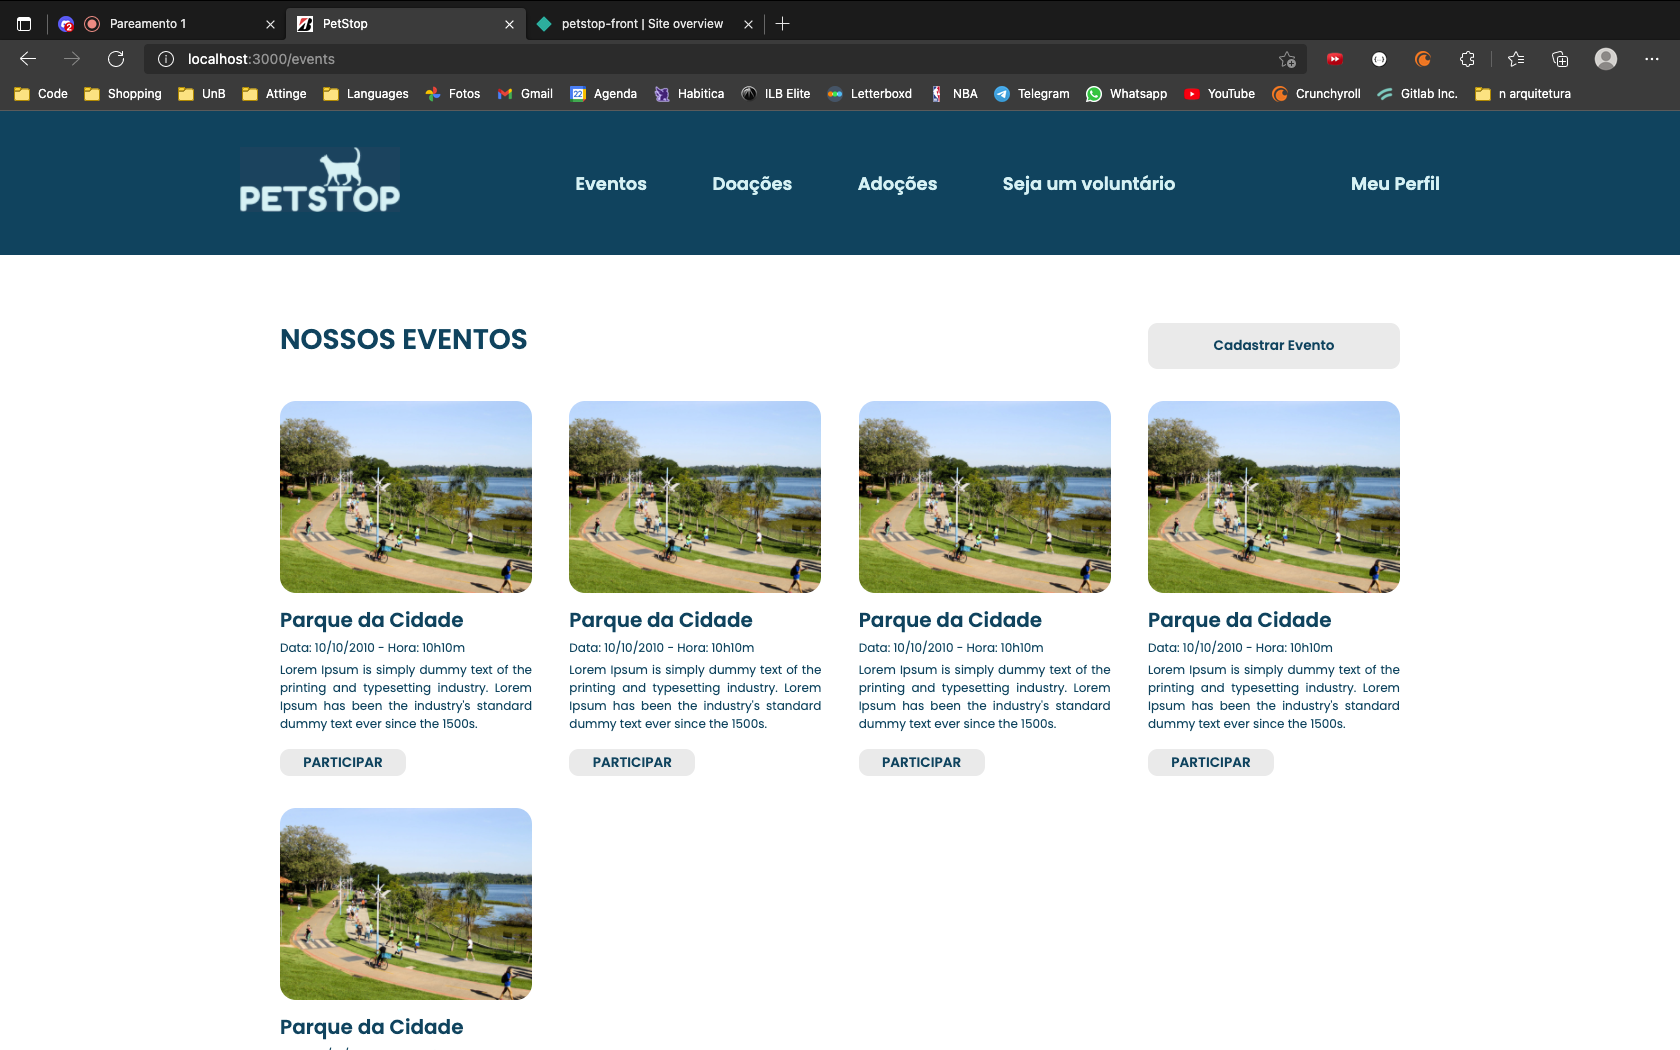 Pareamento 1
PetStop
petstop-front | Site overview
localhost:3000/events
Code
Shopping
UnB
Attinge
Languages
Fotos
Gmail
22
Agenda
Habitica
ILB Elite
Letterboxd
NBA
Telegram
Whatsapp
YouTube
Crunchyroll
Gitlab Inc.
n arquitetura
PETSTOP
Eventos
Doações
Adoções
Seja um voluntário
Meu Perfil
NOSSOS EVENTOS
Cadastrar Evento
Parque da Cidade
Data: 10/10/2010 - Hora: 10h10m
Lorem Ipsum is simply dummy text of the
printing and typesetting industry. Lorem
Ipsum has been the industry's standard
dummy text ever since the 1500s.
PARTICIPAR
Parque da Cidade
Data: 10/10/2010 - Hora: 10h10m
Lorem Ipsum is simply dummy text of the
printing and typesetting industry. Lorem
Ipsum has been the industry's standard
dummy text ever since the 1500s.
PARTICIPAR
Parque da Cidade
Data: 10/10/2010 - Hora: 10h10m
Lorem Ipsum is simply dummy text of the
printing and typesetting industry. Lorem
Ipsum has been the industry's standard
dummy text ever since the 1500s.
PARTICIPAR
Parque da Cidade
Data: 10/10/2010 - Hora: 10h10m
Lorem Ipsum is simply dummy text of the
printing and typesetting industry. Lorem
Ipsum has been the industry's standard
dummy text ever since the 1500s.
PARTICIPAR
Parque da Cidade